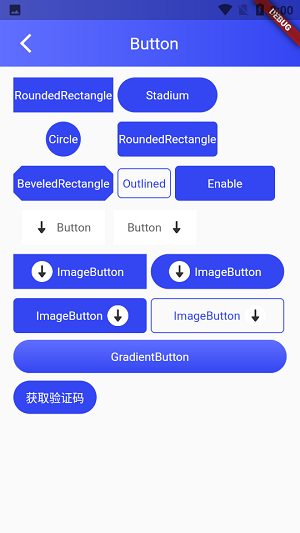 DEBUG
Button
RoundedRectangle
Stadium
Circle
RoundedRectangle
BeveledRectangle
Outlined
Enable
Button
Button
ImageButton
ImageButton
ImageButton
ImageButton
GradientButton
获取验证码